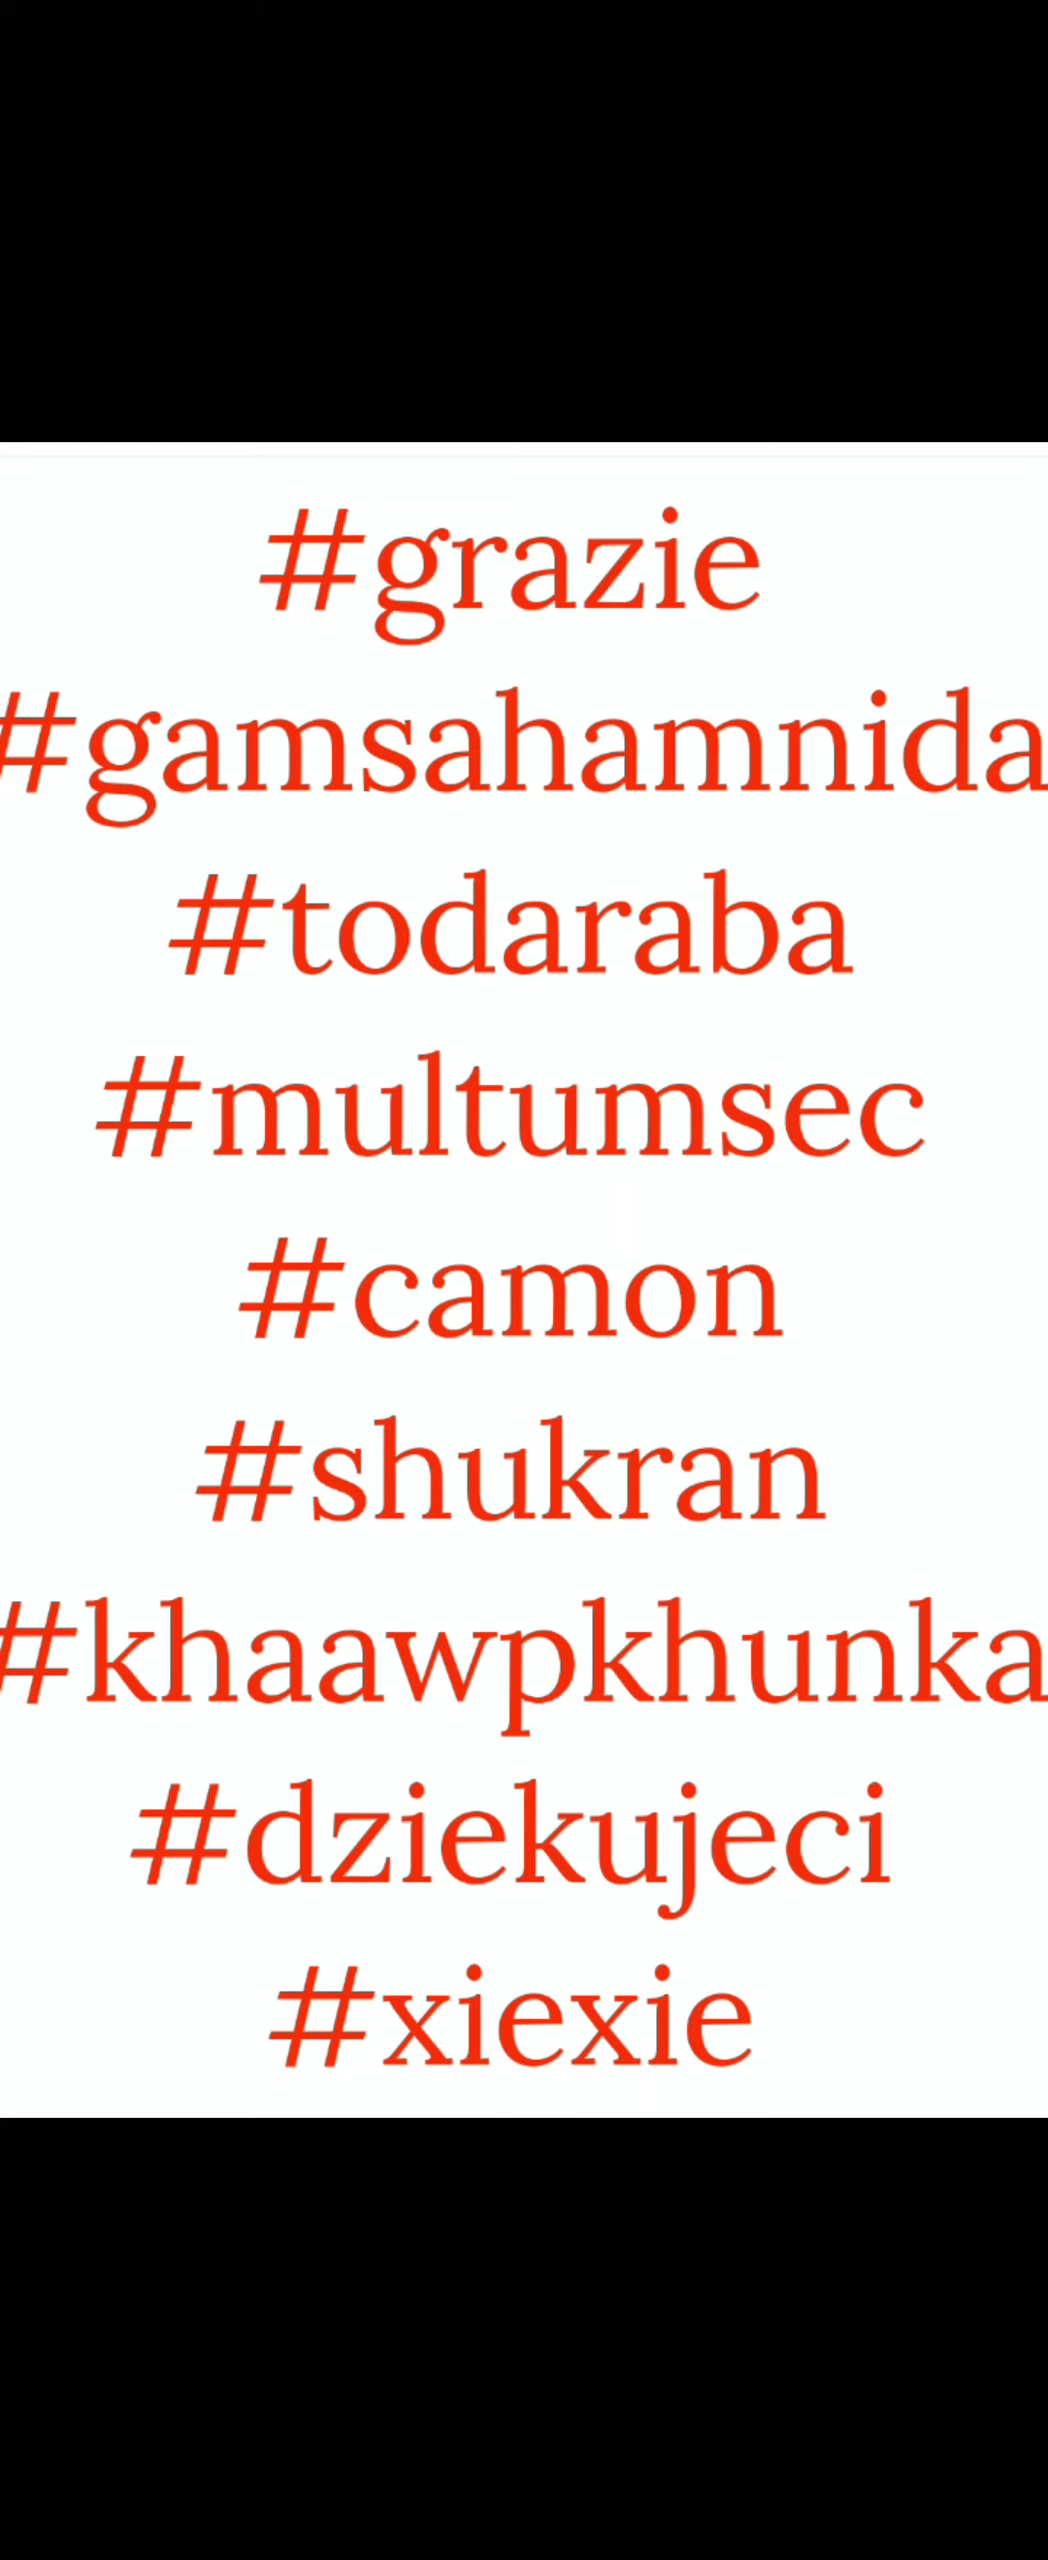 #grazie
#gamsahamnida
#todaraba
#multumsec
#camon
#shukran
#khaawpkhunka
#dziekujeci
#xiexie